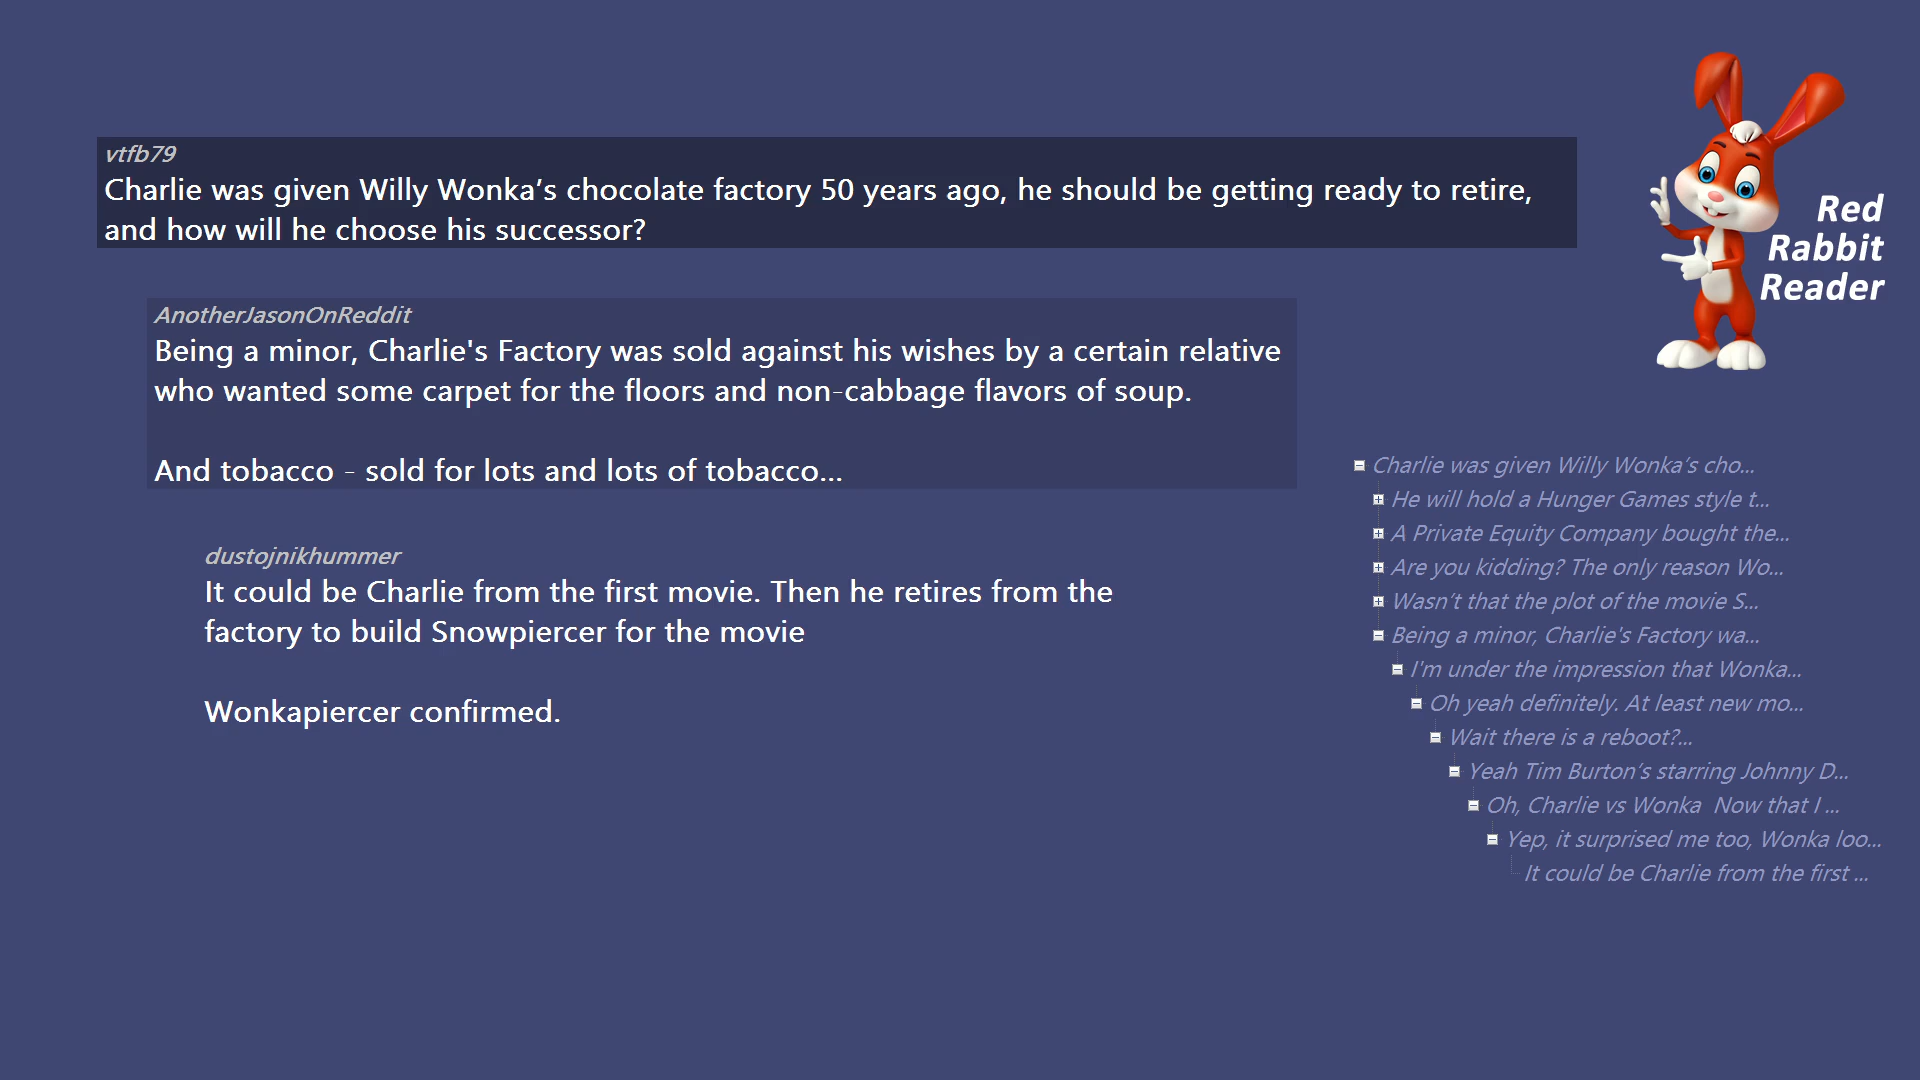 vtfb79
Charlie was given Willy Wonka’s chocolate factory 50 years ago, he should be getting ready to retire,
and how will he choose his successor?
AnotherJasonOnReddit
Being a minor, Charlie's Factory was sold against his wishes by a certain relative
who wanted some carpet for the floors and non-cabbage flavors of soup.
And tobacco - sold for lots and lots of tobacco...
dustojnikhummer
It could be Charlie from the first movie. Then he retires from the
factory to build Snowpiercer for the movie
Wonkapiercer confirmed.
Red
Rabbit
Reader
Charlie was given Willy Wonka’s cho...
He will hold a Hunger Games style t...
A Private Equity Company bought the...
Are you kidding? The only reason Wo...
Wasn’t that the plot of the movie S...
Being a minor, Charlie's Factory wa...
I'm under the impression that Wonka...
Oh yeah definitely. At least new mo...
Wait there is a reboot?...
Yeah Tim Burton’s starring Johnny D...
Oh, Charlie vs Wonka  Now that I ...
Yep, it surprised me too, Wonka loo...
It could be Charlie from the first ...